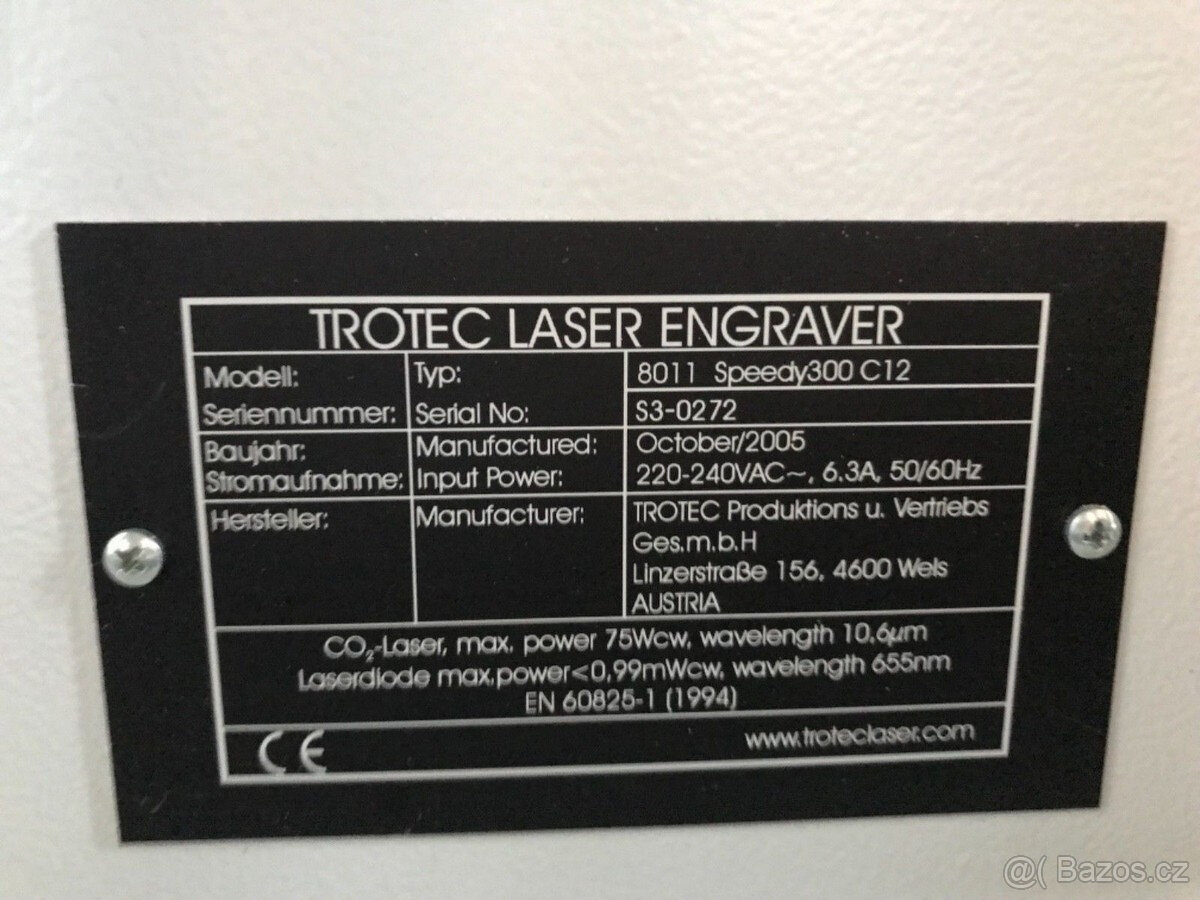 TROTEC LASER ENGRAVER
Modell: Typ: 8011 Speedy300 C12
Seriennummer: Serial No: S3-0272
Baujahr: Manufactured: October/2005
Stromaufnahme: Input Power: 220-240VAC~, 6.3A, 50/60Hz
Hersteller: Manufacturer: TROTEC Produktions u. Vertriebs
Ges.m.b.H
Linzerstraße 156, 4600 Wels
AUSTRIA
CO₂-Laser, max. power 75Wcw, wavelength 10,6µm
Laserdiode max.power<0,99mWcw, wavelength 655nm
EN 60825-1 (1994)
CE www.troteclaser.com
@( Bazos.cz